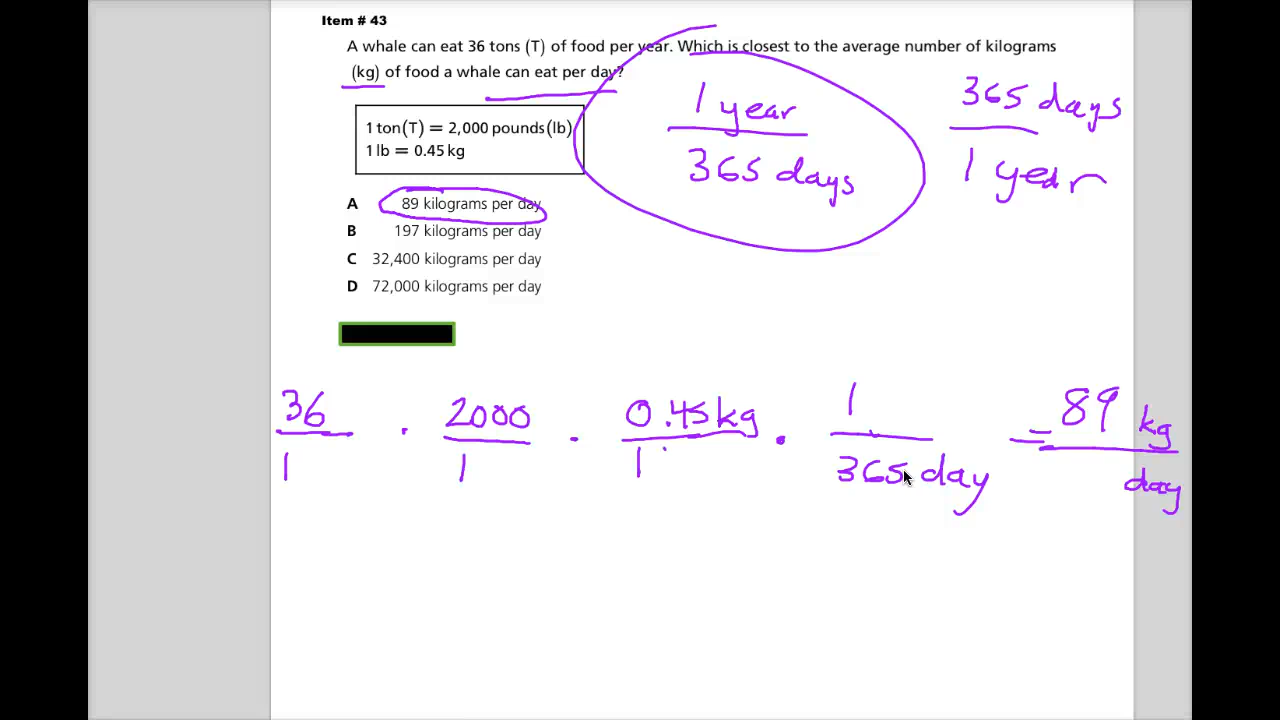 Item # 43
A whale can eat 36 tons (T) of food per year. Which is closest to the average number of kilograms
(kg) of food a whale can eat per day?
1 ton(T) = 2,000 pounds(lb)
1 lb = 0.45 kg
1 year
365 days
365 days
1 year
A 89 kilograms per day
B 197 kilograms per day
C 32,400 kilograms per day
D 72,000 kilograms per day
36 · 2000 · 0.45kg · 1 = 89 kg
1 1 1 365 day day